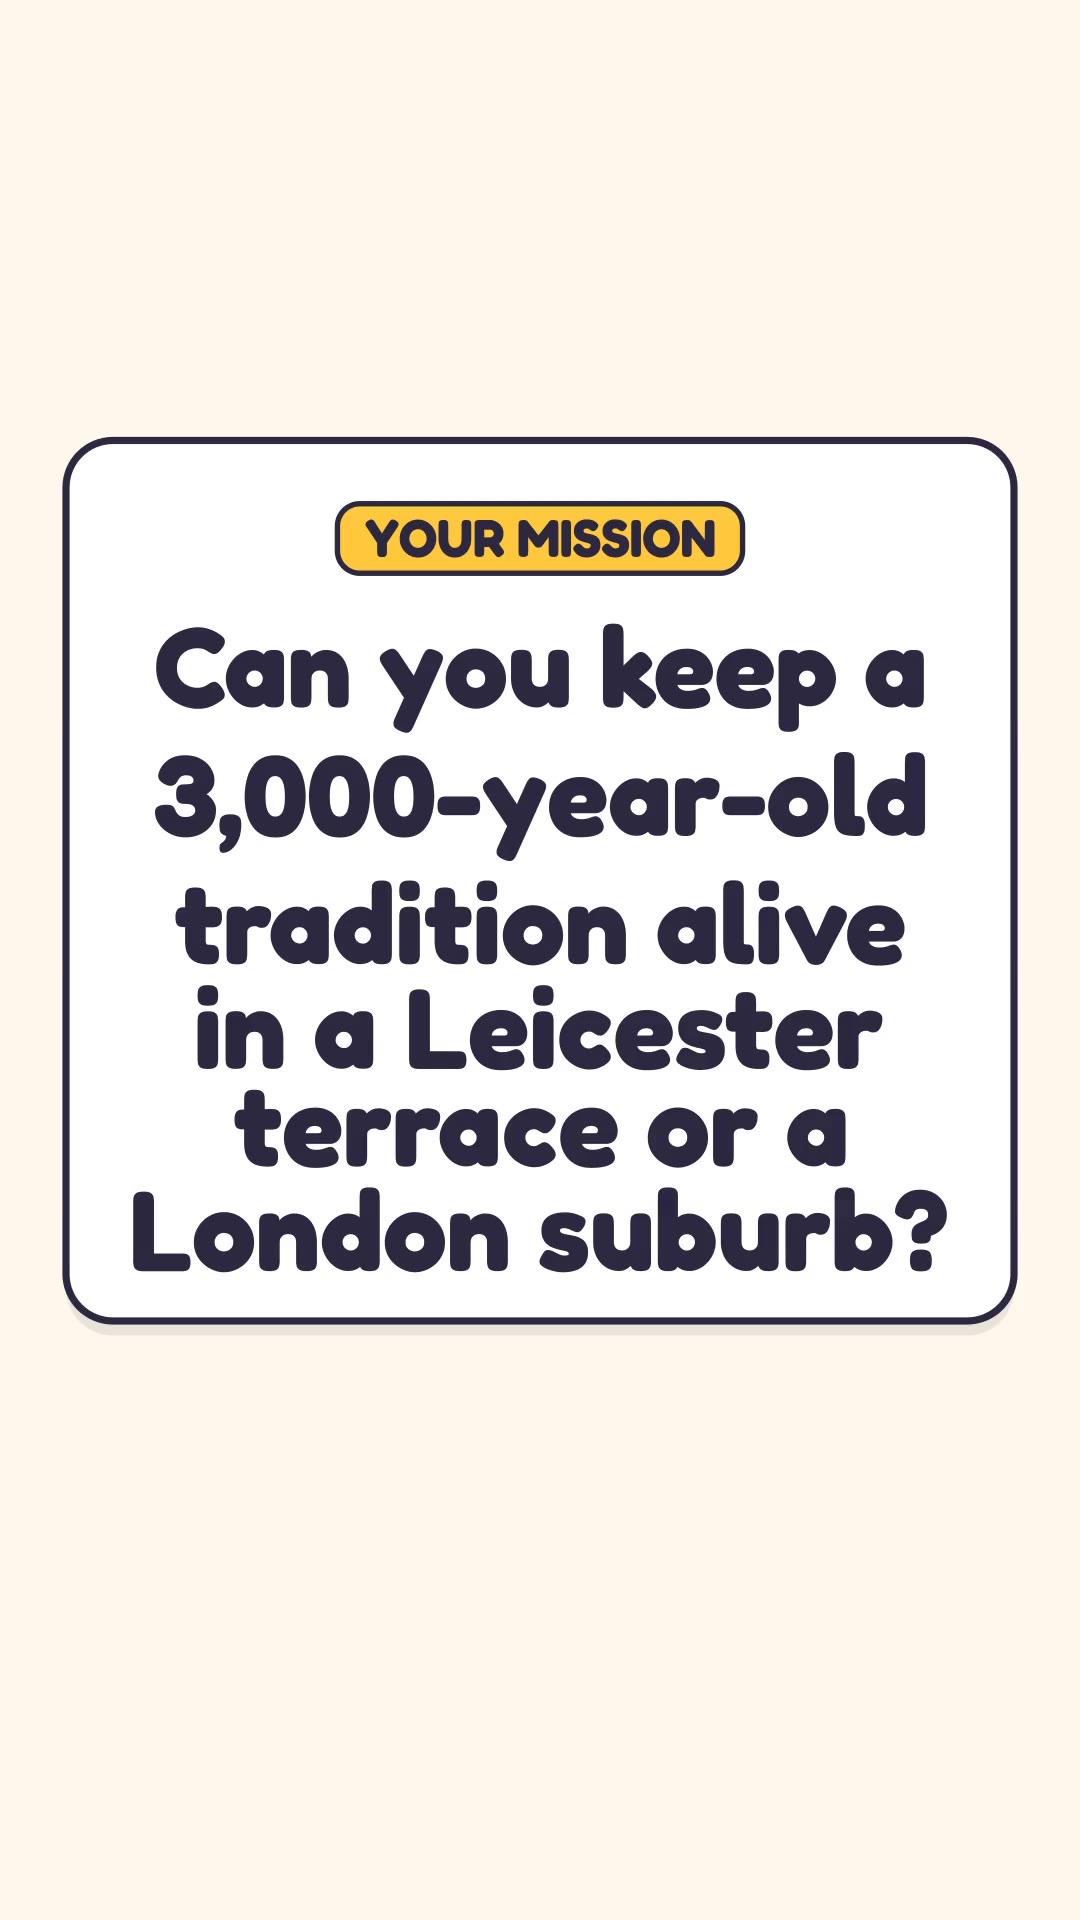 YOUR MISSION
Can you keep a
3,000-year-old
tradition alive
in a Leicester
terrace or a
London suburb?